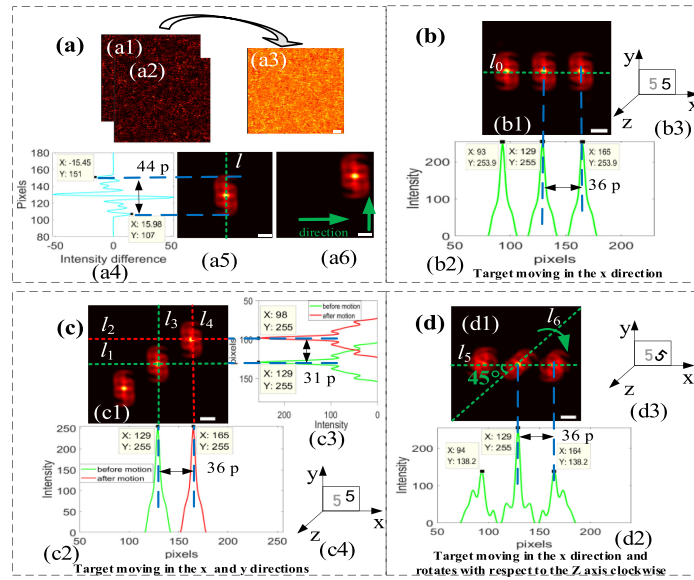 (a)
(a1)
(a2)
(a3)
180
160
140
120
100
80
Pixels
X: -15.45
Y: 151
44 p
X: 15.98
Y: 107
-50
0
50
Intensity difference
(a4)
l
(a5)
direction
(a6)
(b)
l0
(b1)
y
5 5
x
z
(b3)
200
100
0
Intensity
X: 93
Y: 253.9
X: 129
Y: 255
X: 165
Y: 253.9
36 p
50
100
150
200
pixels
(b2)
Target moving in the x direction
(c)
l3
l4
l2
l1
(c1)
50
100
150
pixels
before motion
after motion
X: 98
Y: 255
31 p
X: 129
Y: 255
200
100
0
Intensity
(c3)
250
200
150
100
50
0
Intensity
X: 129
Y: 255
X: 165
Y: 255
before motion
after motion
36 p
50
100
150
200
250
pixels
(c2)
y
5 5
x
z
(c4)
Target moving in the x and y directions
(d)
(d1)
l6
l5
45°
y
5 5
x
z
(d3)
250
200
150
100
50
0
Intensity
X: 94
Y: 138.2
X: 129
Y: 255
X: 164
Y: 138.2
36 p
50
100
150
200
pixels
(d2)
Target moving in the x direction and
rotates with respect to the Z axis clockwise